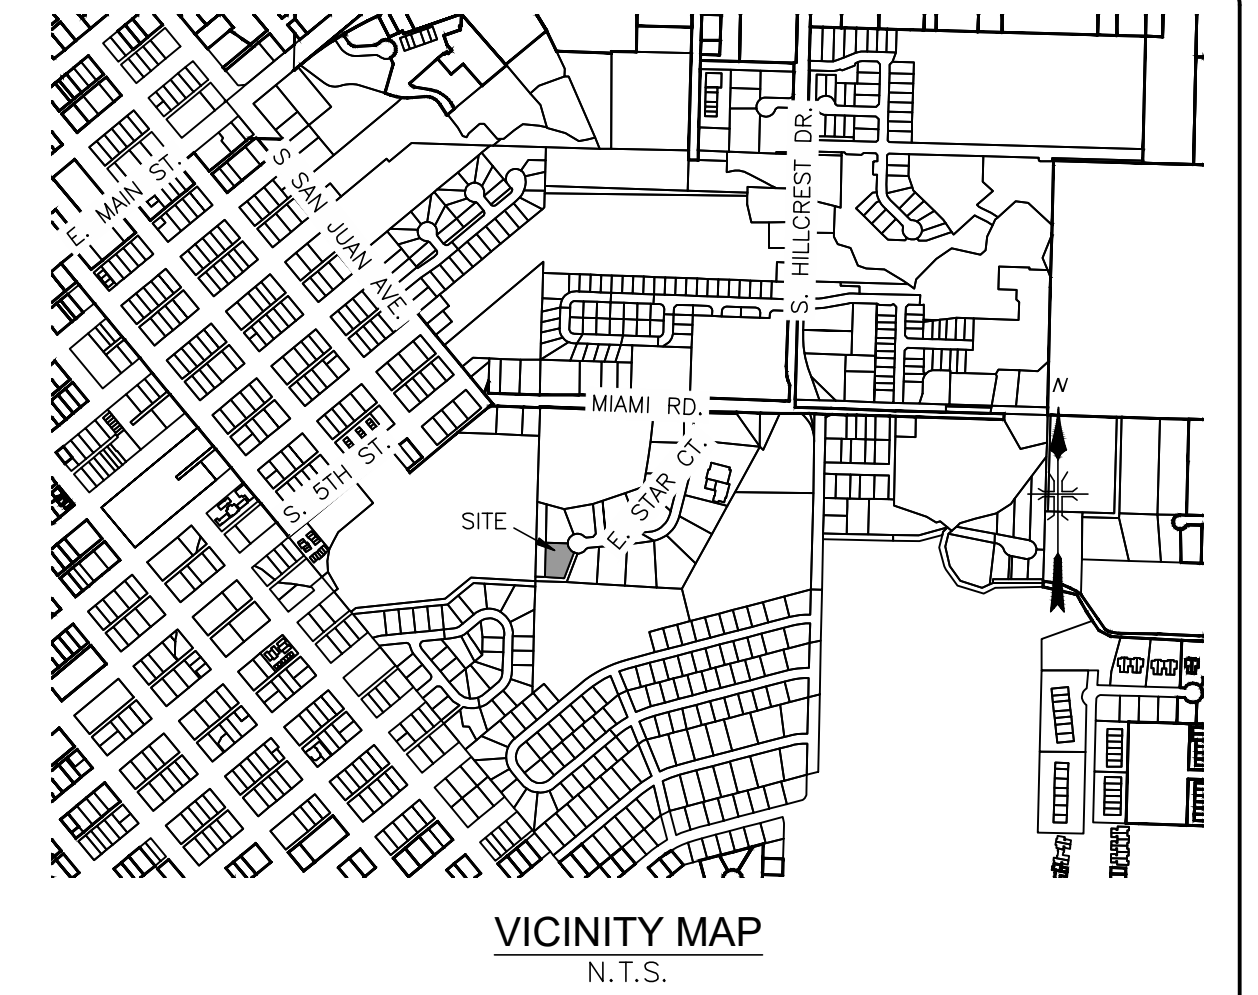 E. MAIN ST.
S SAN JUAN AVE.
S. HILLCREST DR.
N
MIAMI RD.
S. 5TH ST.
E. STAR CT.
SITE
VICINITY MAP
N.T.S.